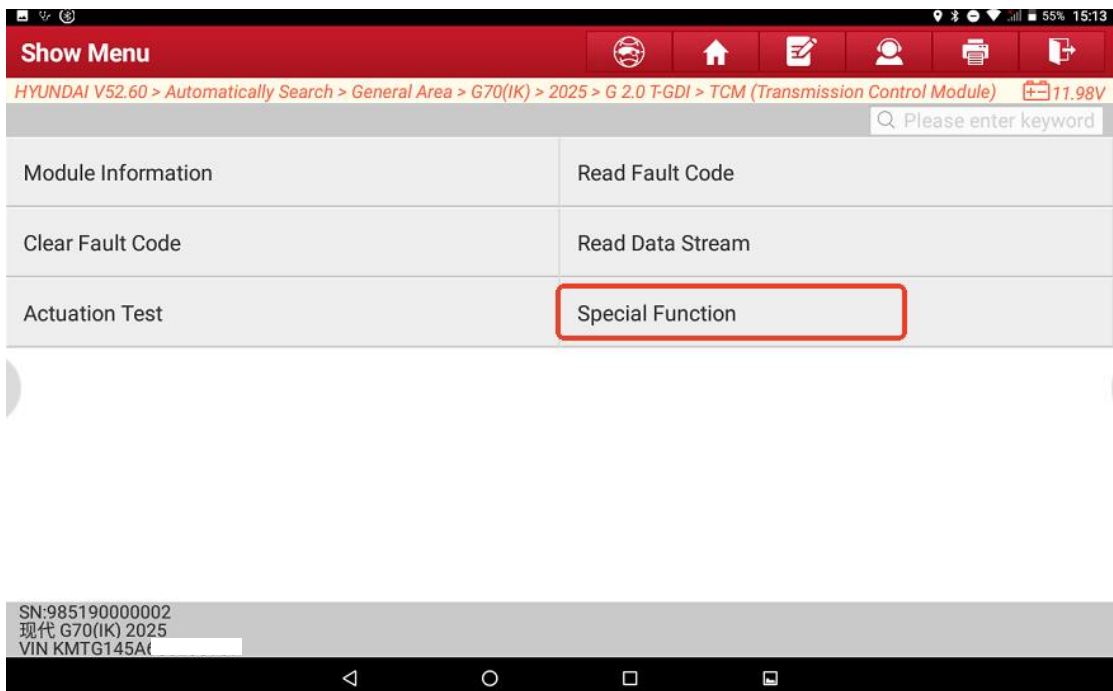 55% 15:13
Show Menu
HYUNDAI V52.60 > Automatically Search > General Area > G70(IK) > 2025 > G 2.0 T-GDI > TCM (Transmission Control Module) 11.98V
Please enter keyword
Module Information
Read Fault Code
Clear Fault Code
Read Data Stream
Actuation Test
Special Function
SN:985190000002
现代 G70(IK) 2025
VIN KMTG145A